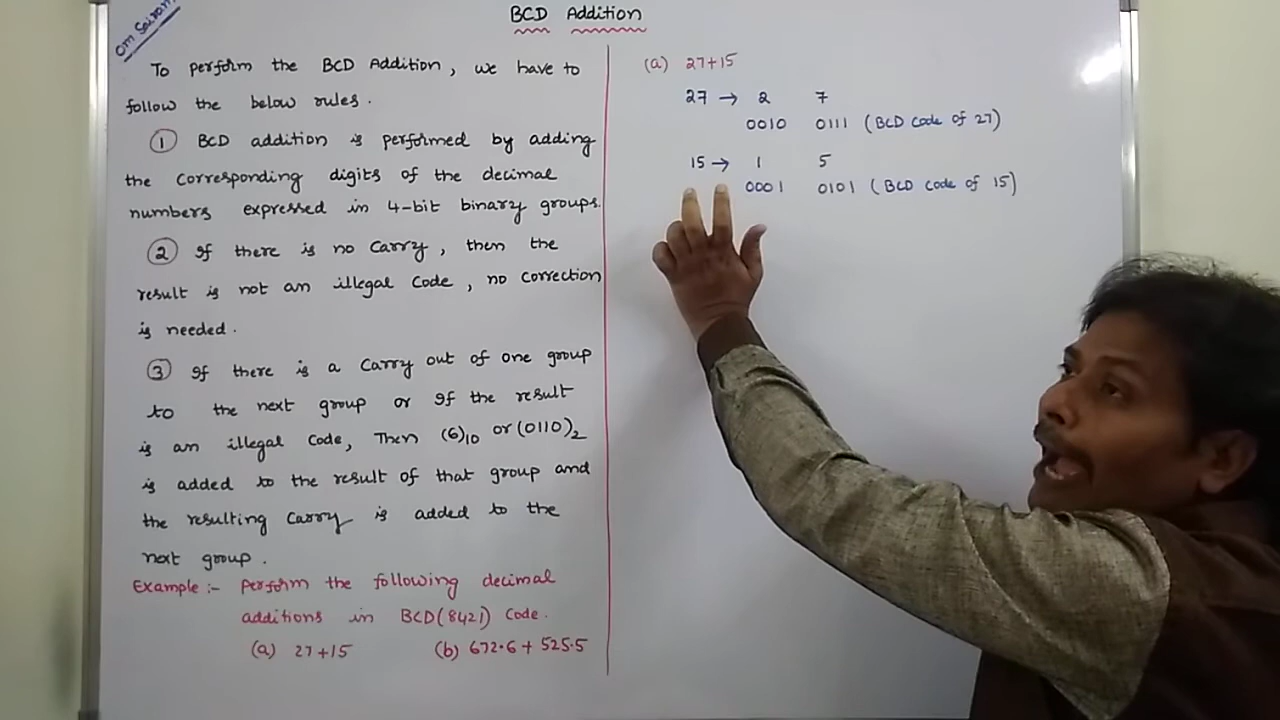 Om Sairam
BCD Addition
To perform the BCD Addition, we have to
follow the below rules.
① BCD addition is performed by adding
the corresponding digits of the decimal
numbers expressed in 4-bit binary groups.
② If there is no carry, then the
result is not an illegal code, no correction
is needed.
③ If there is a carry out of one group
to the next group or If the result
is an illegal code, Then (6)10 or (0110)2
is added to the result of that group and
the resulting carry is added to the
next group.
Example:- Perform the following decimal
additions in BCD(8421) code.
(a) 27+15 (b) 672.6 + 525.5
(a) 27+15
27 → 2 7
0010 0111 (BCD code of 27)
15 → 1 5
0001 0101 (BCD code of 15)